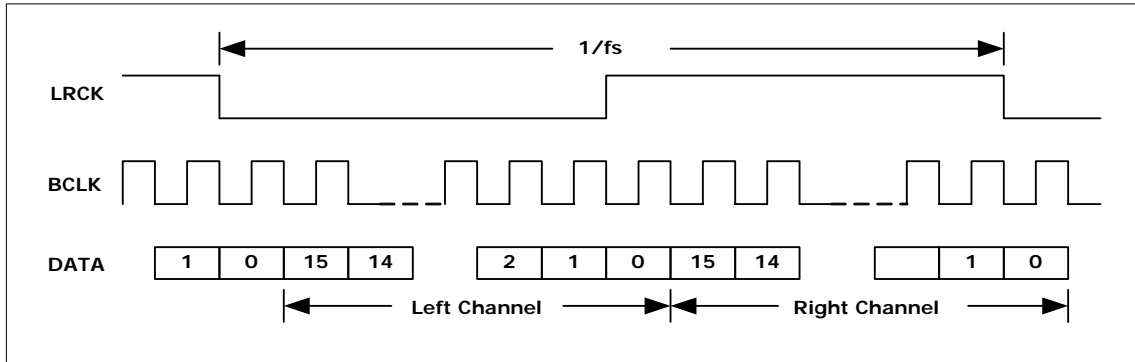 1/fs
LRCK
BCLK
DATA 1 0 15 14 2 1 0 15 14 1 0
Left Channel Right Channel